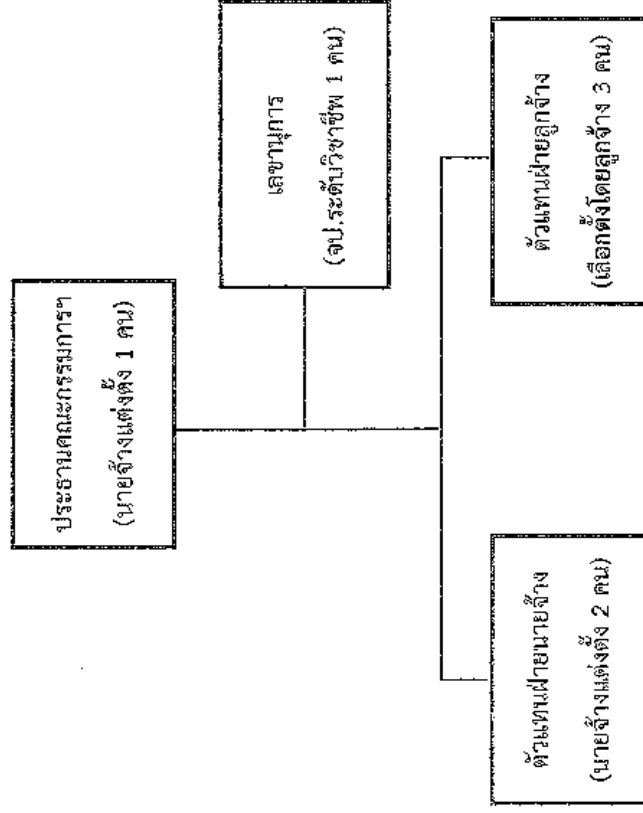 ประธานคณะกรรมการฯ
(นายจ้างแต่งตั้ง 1 คน)
เลขานุการ
(จป.ระดับวิชาชีพ 1 คน)
ตัวแทนฝ่ายนายจ้าง
(นายจ้างแต่งตั้ง 2 คน)
ตัวแทนฝ่ายลูกจ้าง
(เลือกตั้งโดยลูกจ้าง 3 คน)